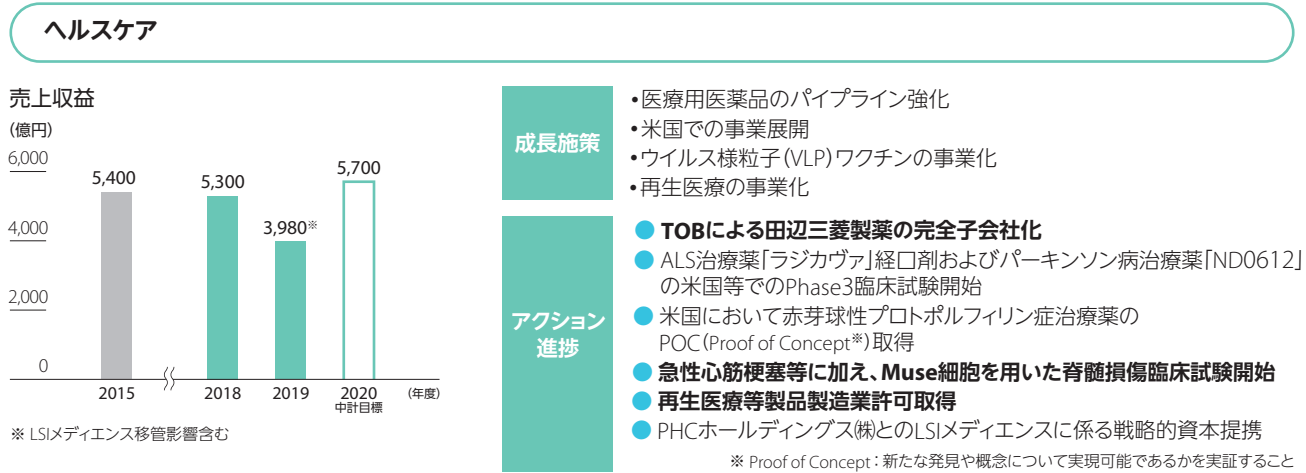 ヘルスケア
売上収益
（億円）
6,000
4,000
2,000
0
5,400
5,300
3,980※
5,700
2015
2018
2019
2020
中計目標
（年度）
※ LSIメディエンス移管影響含む
成長施策
•医療用医薬品のパイプライン強化
•米国での事業展開
•ウイルス様粒子（VLP）ワクチンの事業化
•再生医療の事業化
アクション
進捗
● TOBによる田辺三菱製薬の完全子会社化
● ALS治療薬「ラジカヴァ」経口剤およびパーキンソン病治療薬「ND0612」
の米国等でのPhase3臨床試験開始
● 米国において赤芽球性プロトポルフィリン症治療薬の
POC（Proof of Concept※）取得
● 急性心筋梗塞等に加え、Muse細胞を用いた脊髄損傷臨床試験開始
● 再生医療等製品製造業許可取得
● PHCホールディングス㈱とのLSIメディエンスに係る戦略的資本提携
※ Proof of Concept：新たな発見や概念について実現可能であるかを実証すること